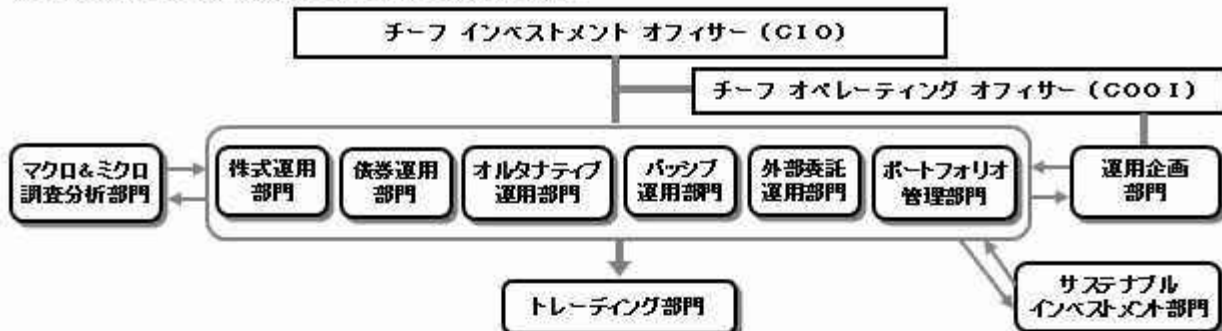 チーフ インベストメント オフィサー (CIO)
チーフ オペレーティング オフィサー (COOI)
マクロ&ミクロ
調査分析部門
株式運用
部門
債券運用
部門
オルタナティブ
運用部門
パッシブ
運用部門
外部委託
運用部門
ポートフォリオ
管理部門
運用企画
部門
トレーディング部門
サステナブル
インベストメント部門